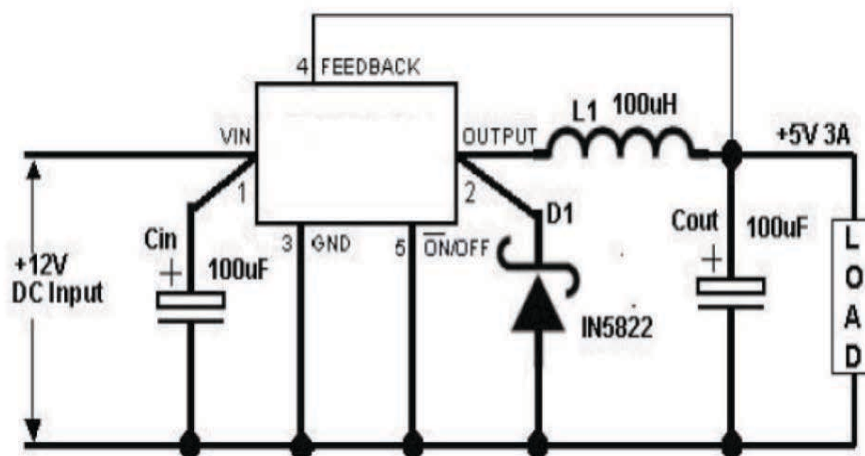 4 FEEDBACK
L1 100uH
VIN
OUTPUT
+5V 3A
1
2
D1
Cin
+
100uF
3 GND
5 ON/OFF
Cout
+
100uF
+12V
DC Input
IN5822
LOAD